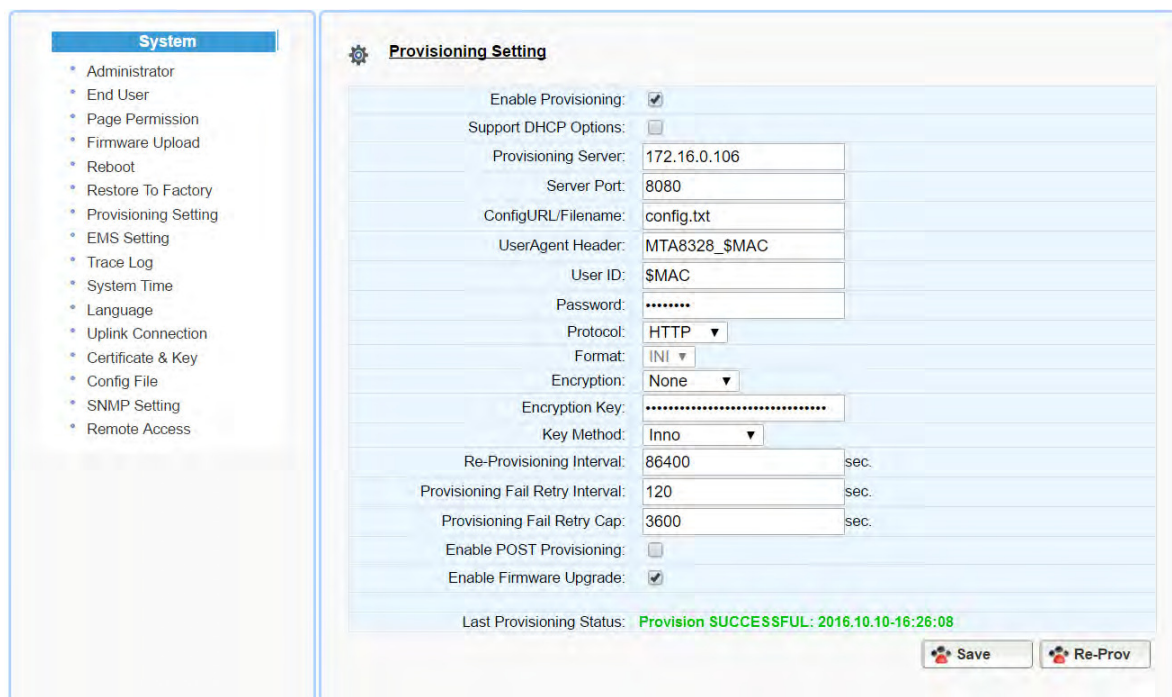 System
Administrator
End User
Page Permission
Firmware Upload
Reboot
Restore To Factory
Provisioning Setting
EMS Setting
Trace Log
System Time
Language
Uplink Connection
Certificate & Key
Config File
SNMP Setting
Remote Access
Provisioning Setting
Enable Provisioning:
Support DHCP Options:
Provisioning Server: 172.16.0.106
Server Port: 8080
ConfigURL/Filename: config.txt
UserAgent Header: MTA8328_$MAC
User ID: $MAC
Password: ••••••••
Protocol: HTTP
Format: INI
Encryption: None
Encryption Key: ••••••••••••••••••••••••••••••••
Key Method: Inno
Re-Provisioning Interval: 86400 sec.
Provisioning Fail Retry Interval: 120 sec.
Provisioning Fail Retry Cap: 3600 sec.
Enable POST Provisioning:
Enable Firmware Upgrade:
Last Provisioning Status: Provision SUCCESSFUL: 2016.10.10-16:26:08
Save Re-Prov